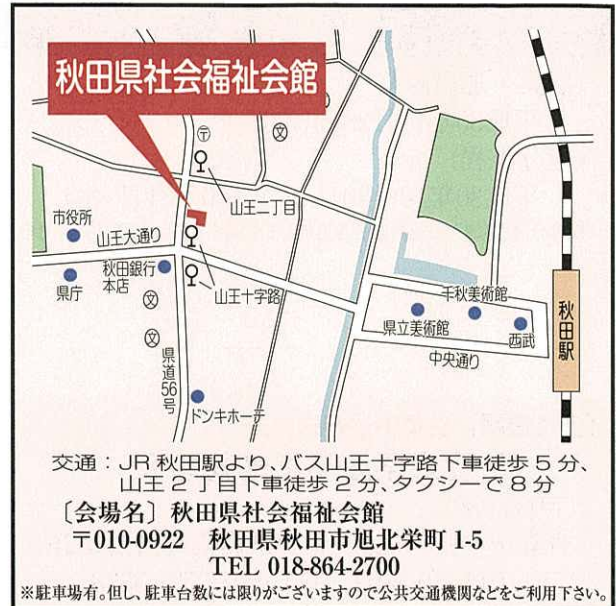 秋田県社会福祉会館
〒
文
山王二丁目
市役所
山王大通り
秋田銀行
本店
県庁
山王十字路
文
文
県道56号
ドンキホーテ
千秋美術館
県立美術館
西武
中央通り
秋田駅
交通：JR 秋田駅より、バス山王十字路下車徒歩 5 分、
山王 2 丁目下車徒歩 2 分、タクシーで 8 分
〔会場名〕秋田県社会福祉会館
〒010-0922 秋田県秋田市旭北栄町 1-5
TEL 018-864-2700
※駐車場有。但し、駐車台数には限りがございますので公共交通機関などをご利用下さい。